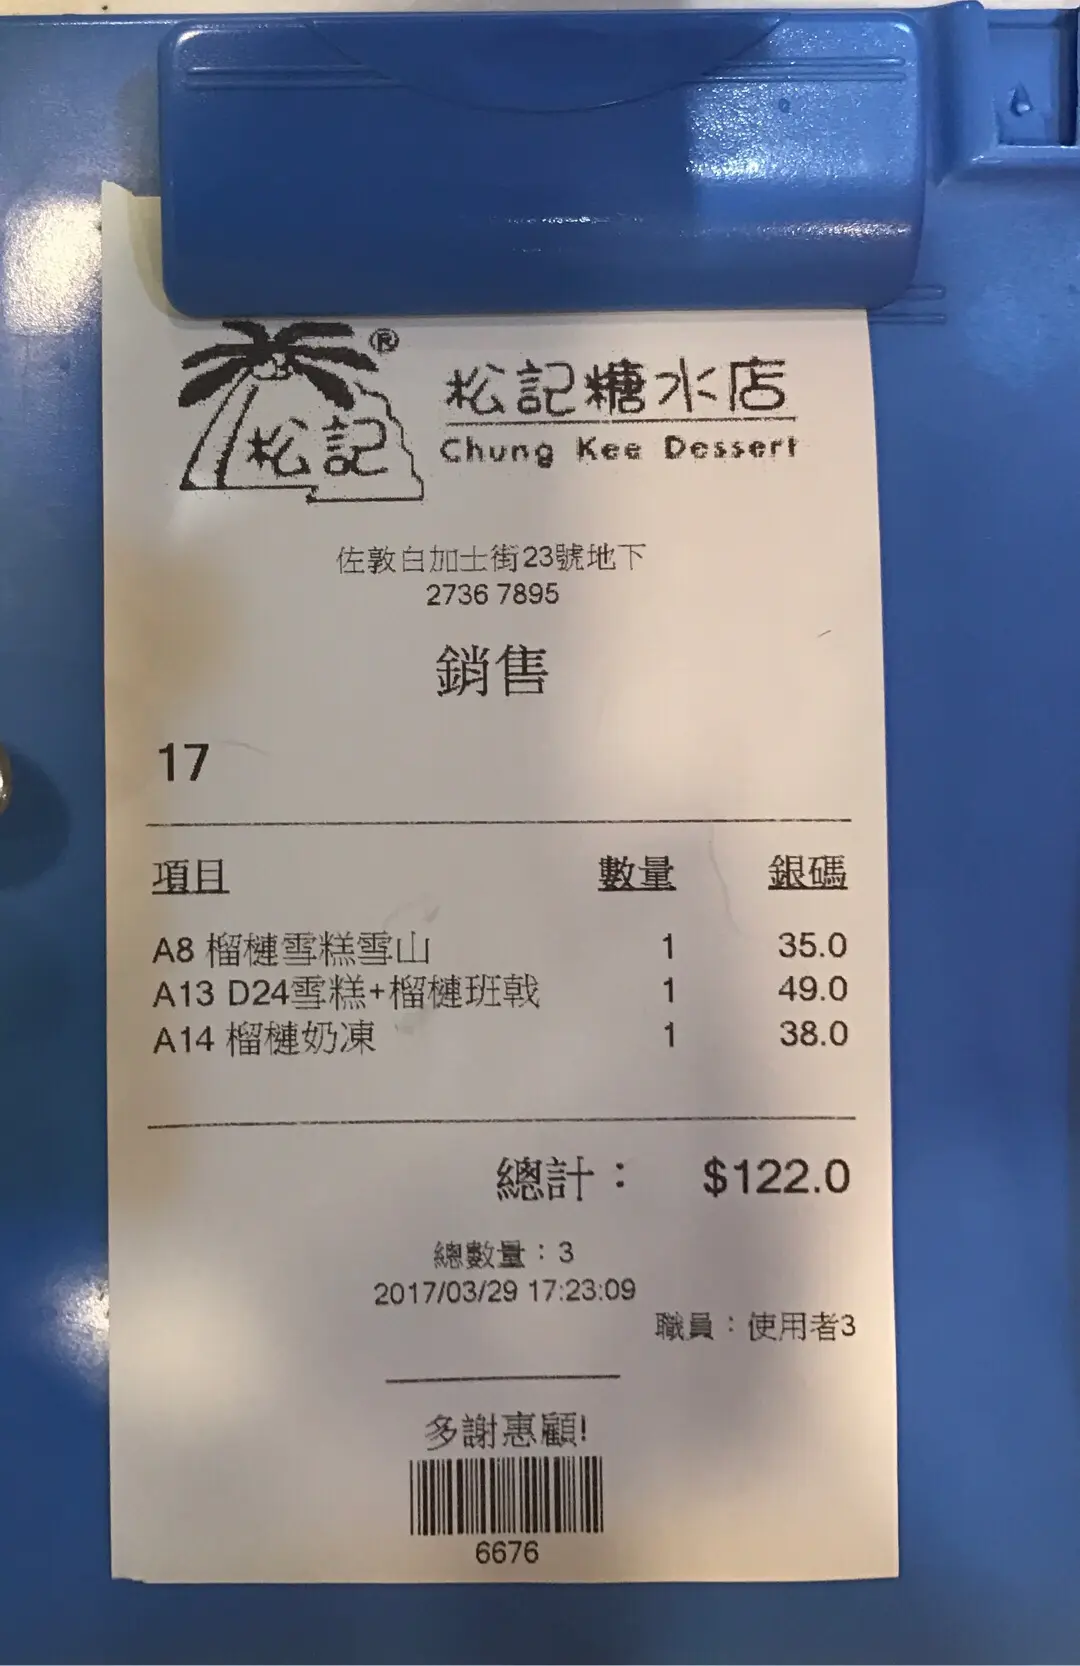 松記®
松記糖水店
Chung Kee Dessert
佐敦白加士街23號地下
2736 7895
銷售
17
項目 數量 銀碼
A8 榴槤雪糕雪山 1 35.0
A13 D24雪糕+榴槤班戟 1 49.0
A14 榴槤奶凍 1 38.0
總計： $122.0
總數量：3
2017/03/29 17:23:09
職員：使用者3
多謝惠顧!
6676